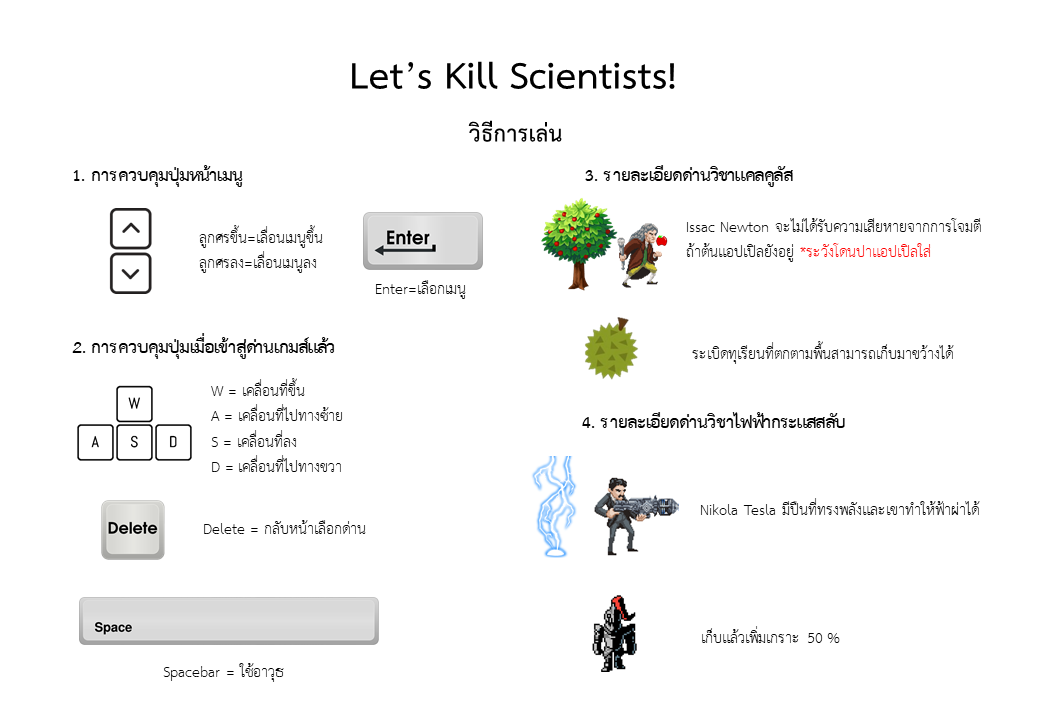 Let's Kill Scientists!
วิธีการเล่น
1. การควบคุมปุ่มหน้าเมนู
ลูกศรขึ้น=เลื่อนเมนูขึ้น
ลูกศรลง=เลื่อนเมนูลง
Enter
Enter=เลือกเมนู
2. การควบคุมปุ่มเมื่อเข้าสู่ด่านเกมส์แล้ว
W
A S D
W = เคลื่อนที่ขึ้น
A = เคลื่อนที่ไปทางซ้าย
S = เคลื่อนที่ลง
D = เคลื่อนที่ไปทางขวา
Delete
Delete = กลับหน้าเลือกด่าน
Space
Spacebar = ใช้อาวุธ
3. รายละเอียดด่านวิชาแคลคูลัส
Issac Newton จะไม่ได้รับความเสียหายจากการโจมตี
ถ้าต้นแอปเปิลยังอยู่ *ระวังโดนปาแอปเปิลใส่
ระเบิดทุเรียนที่ตกตามพื้นสามารถเก็บมาขว้างได้
4. รายละเอียดด่านวิชาไฟฟ้ากระแสสลับ
Nikola Tesla มีปืนที่ทรงพลังและเขาทำให้ฟ้าผ่าได้
เก็บแล้วเพิ่มเกราะ 50 %